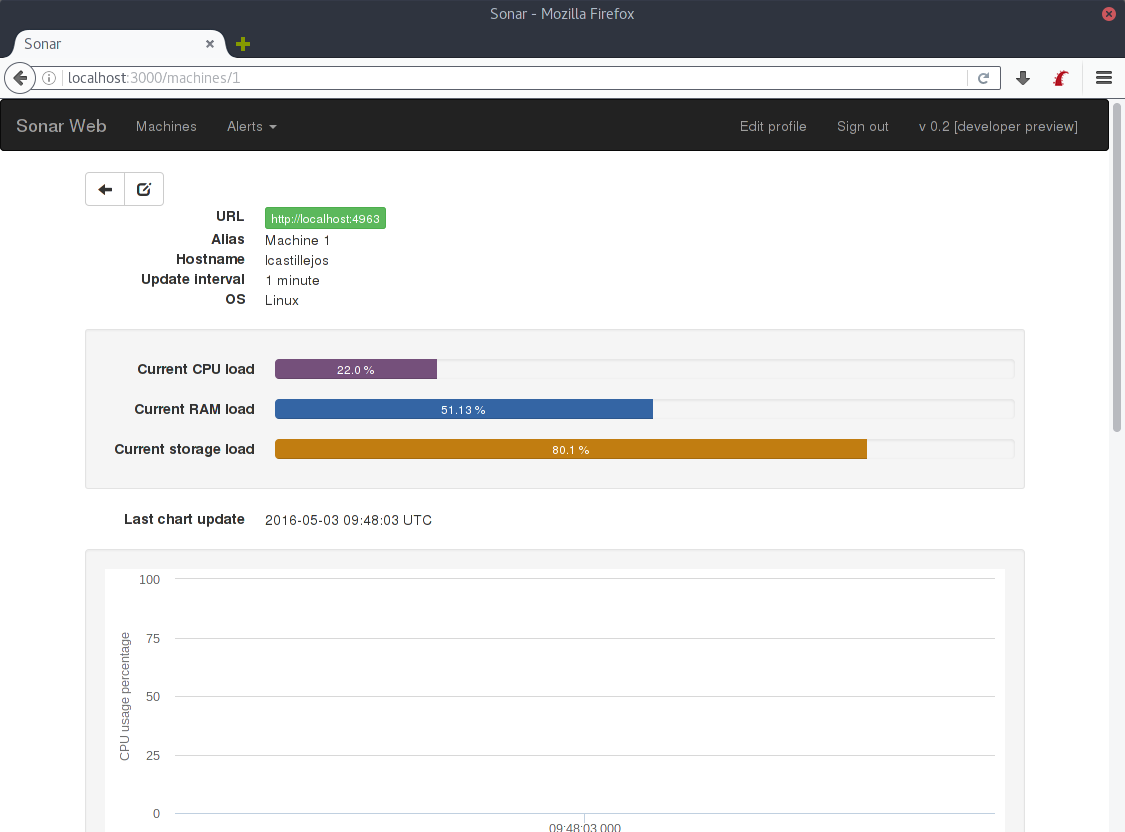 Sonar - Mozilla Firefox
Sonar
localhost:3000/machines/1
Sonar Web Machines Alerts Edit profile Sign out v 0.2 [developer preview]
URL http://localhost:4963
Alias Machine 1
Hostname lcastillejos
Update interval 1 minute
OS Linux
Current CPU load 22.0 %
Current RAM load 51.13 %
Current storage load 80.1 %
Last chart update 2016-05-03 09:48:03 UTC
CPU usage percentage
100
75
50
25
0
09:48:03.000